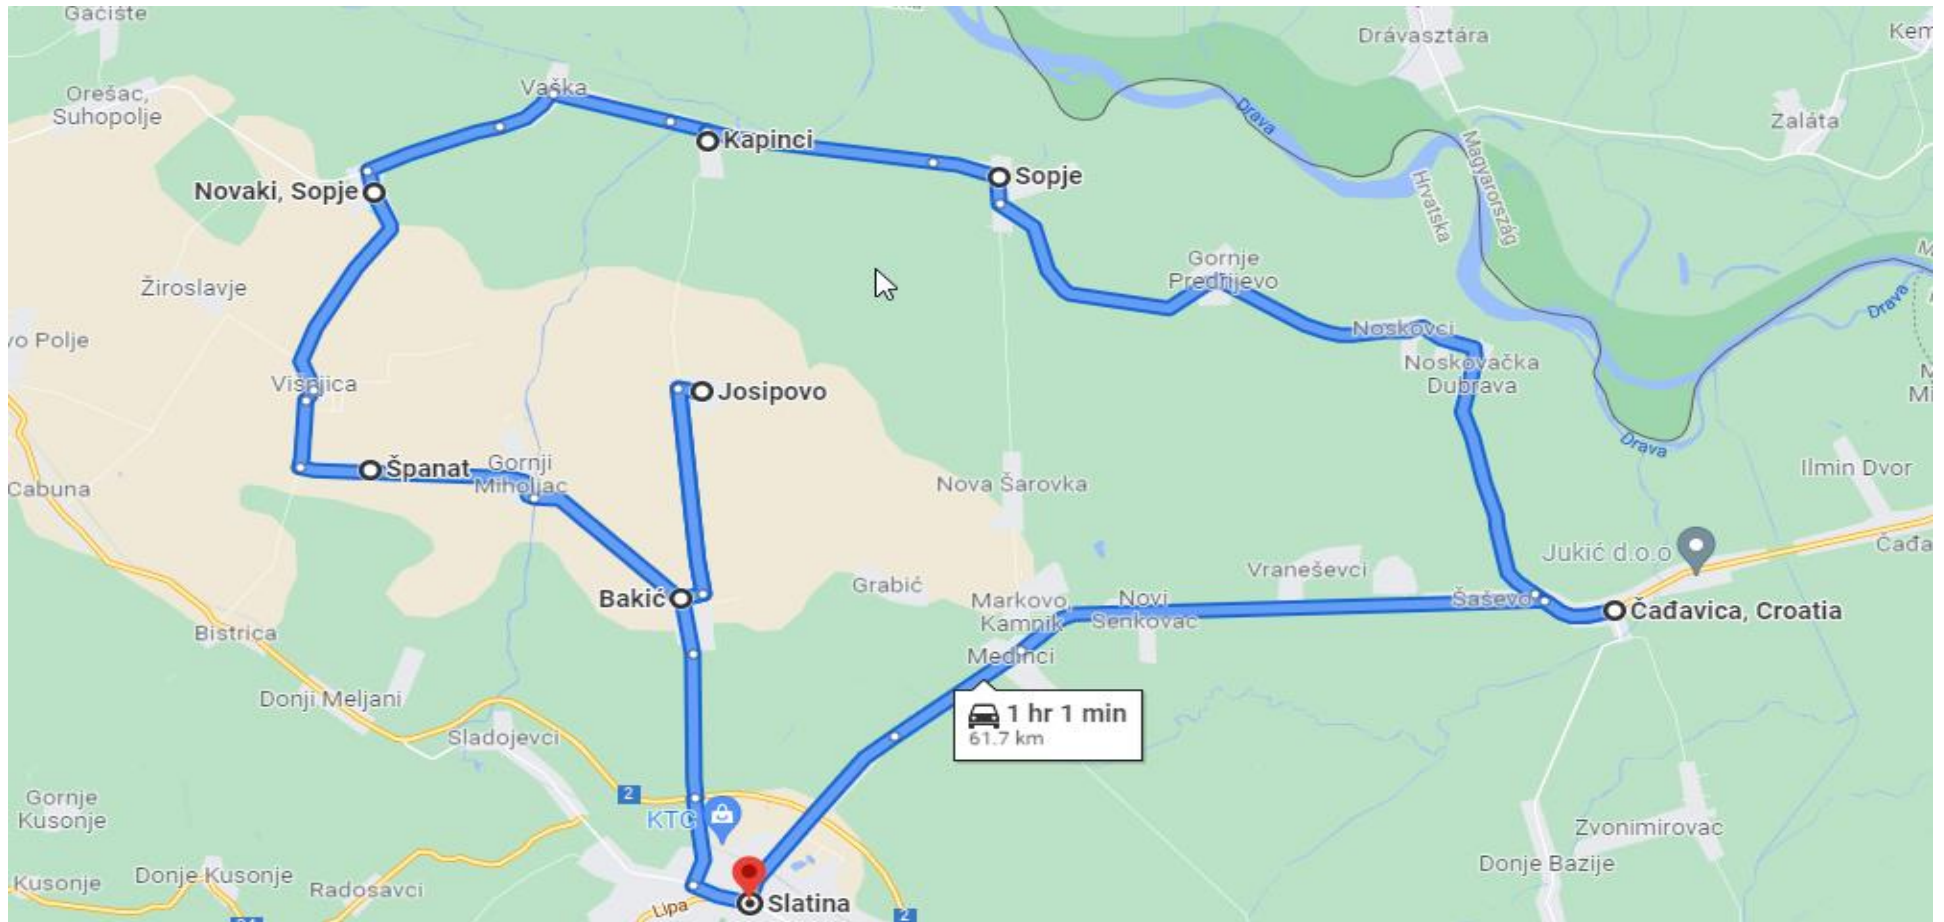 Gačište
Drávasztára
Kem
Vaška
Orešac,
Suhopolje
Drava
Zaláta
Kapinci
Magyarország
Hrvatska
Sopje
Novaki, Sopje
Gornje
Predrijevo
Žiroslavje
Drava
vo Polje
Noskovci
Noskovačka
Dubrava
Višnjica
Josipovo
Drava
Španat
Gornji
Miholjac
Ilmin Dvor
Cabuna
Nova Šarovka
Jukić d.o.o
Čađa
Vraneševci
Grabić
Bakić
Markovo,
Kamnik
Novi
Senkovac
Šaševo
Čađavica, Croatia
Bistrica
Medinci
Donji Meljani
1 hr 1 min
61.7 km
Sladojevci
2
Gornje
Kusonje
KTC
Zvonimirovac
Donje Bazije
Kusonje
Donje Kusonje
Radosavci
Lipa
Slatina
2
34